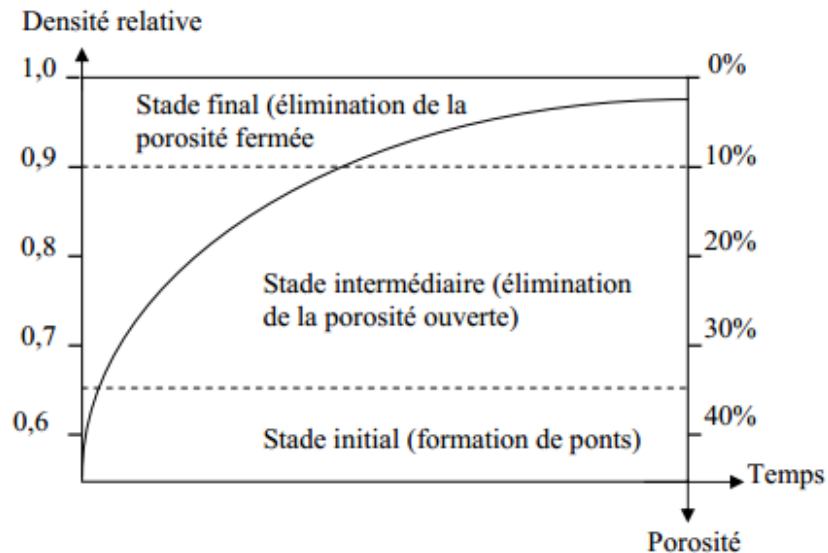 Densité relative
1,0
0%
Stade final (élimination de la
porosité fermée
0,9
10%
0,8
20%
Stade intermédiaire (élimination
de la porosité ouverte)
0,7
30%
0,6
40%
Stade initial (formation de ponts)
Temps
Porosité